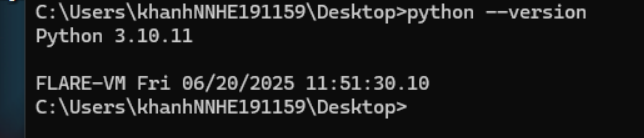 C:\Users\khanhNNHE191159\Desktop>python --version
Python 3.10.11
FLARE-VM Fri 06/20/2025 11:51:30.10
C:\Users\khanhNNHE191159\Desktop>